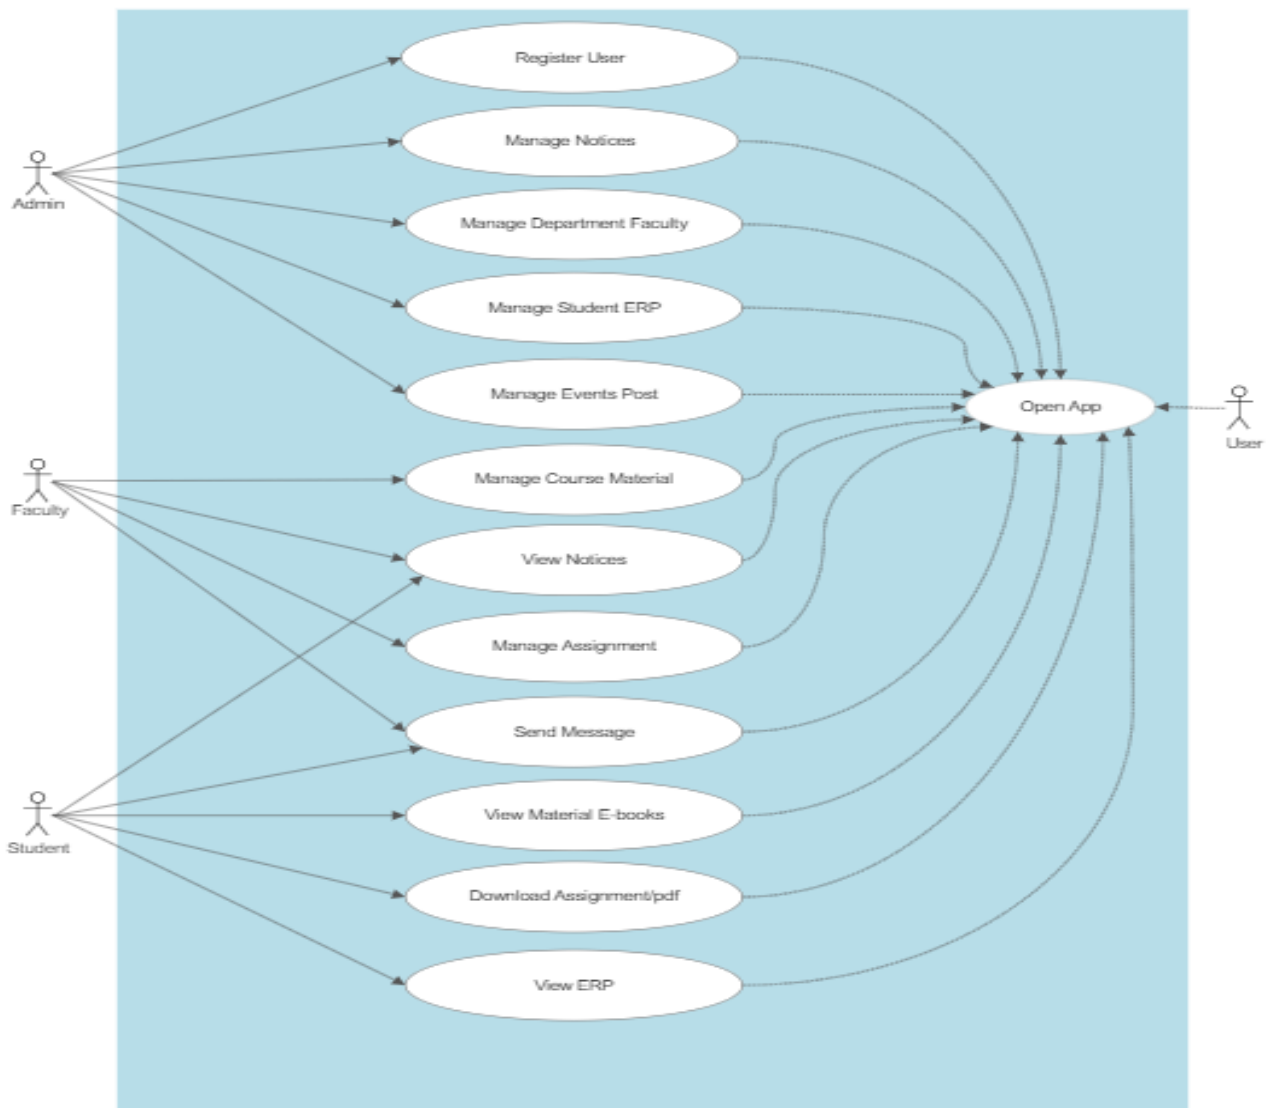 Register User
Manage Notices
Admin
Manage Department Faculty
Manage Student ERP
Manage Events Post
Open App
User
Manage Course Material
Faculty
View Notices
Manage Assignment
Send Message
View Material E-books
Student
Download Assignment/pdf
View ERP